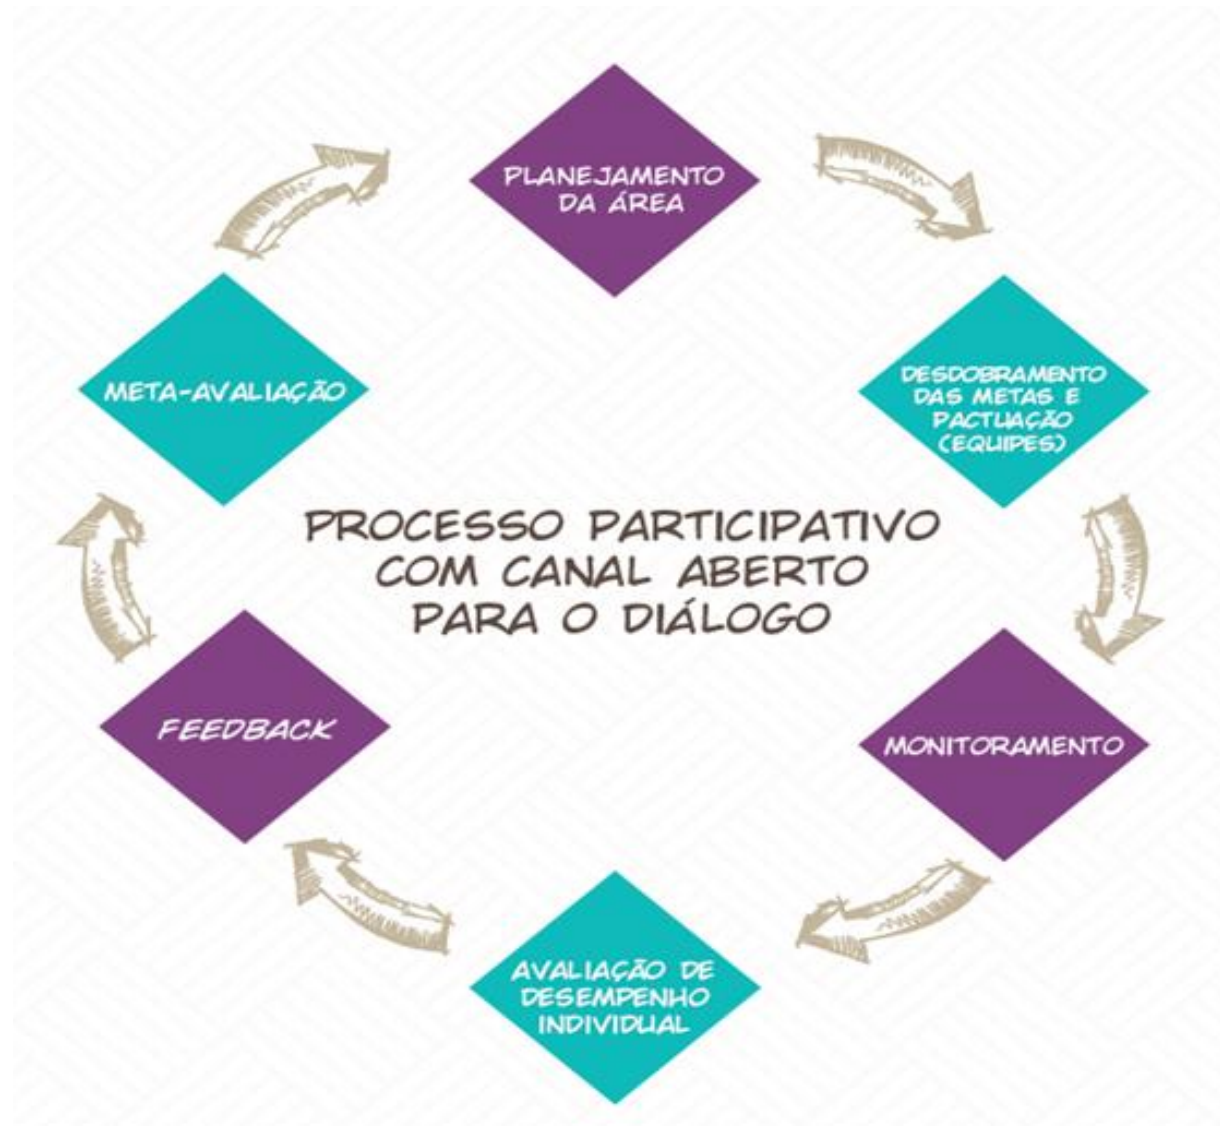 PLANEJAMENTO
DA ÁREA
DESDOBRAMENTO
DAS METAS E
PACTUAÇÃO
(EQUIPES)
MONITORAMENTO
AVALIAÇÃO DE
DESEMPENHO
INDIVIDUAL
FEEDBACK
META-AVALIAÇÃO
PROCESSO PARTICIPATIVO
COM CANAL ABERTO
PARA O DIÁLOGO